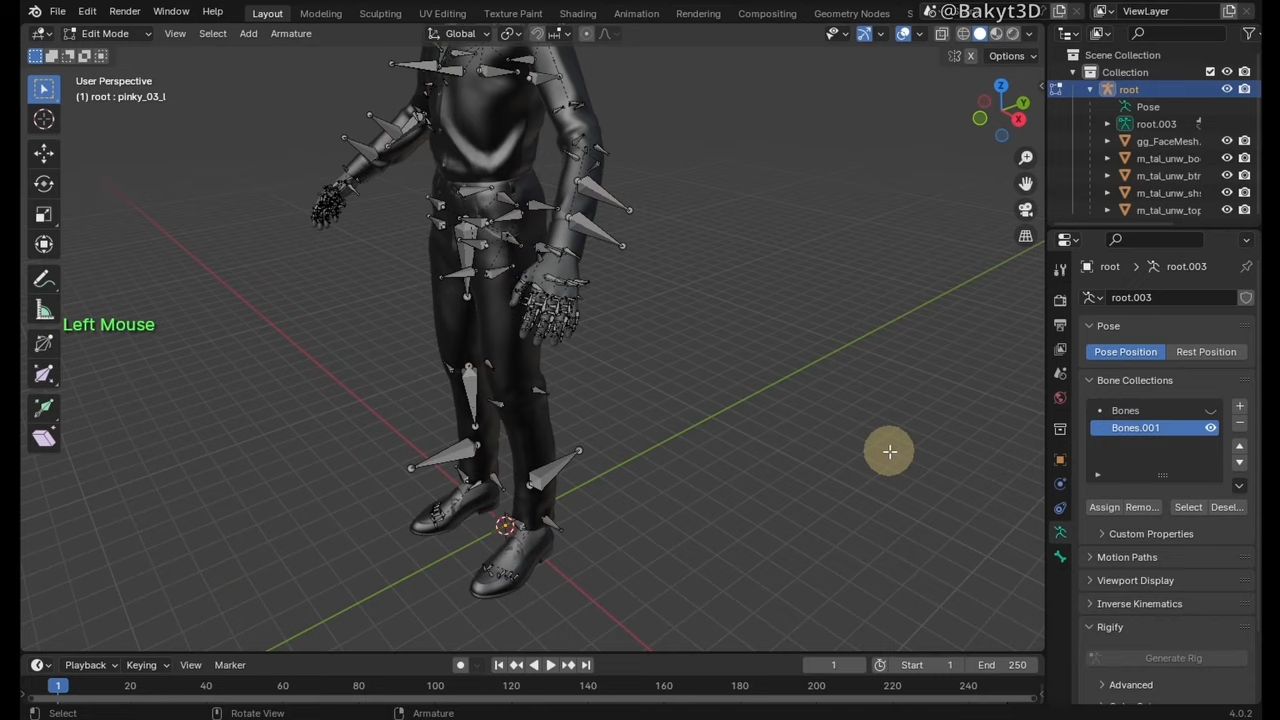 File Edit Render Window Help Layout Modeling Sculpting UV Editing Texture Paint Shading Animation Rendering Compositing Geometry Nodes @Bakyt3D ViewLayer
Edit Mode View Select Add Armature Global
X Options
User Perspective
(1) root : pinky_03_l
Z
Y
X
Left Mouse
Scene Collection
Collection
root
Pose
root.003
gg_FaceMesh.
m_tal_unw_bo
m_tal_unw_btr
m_tal_unw_sh
m_tal_unw_top
root root.003
root.003
Pose
Pose Position Rest Position
Bone Collections
Bones
Bones.001
Assign Remo... Select Desel...
Custom Properties
Motion Paths
Viewport Display
Inverse Kinematics
Rigify
Generate Rig
Advanced
Playback Keying View Marker 1 Start 1 End 250
1 20 40 60 80 100 120 140 160 180 200 220 240
Select Rotate View Armature 4.0.2